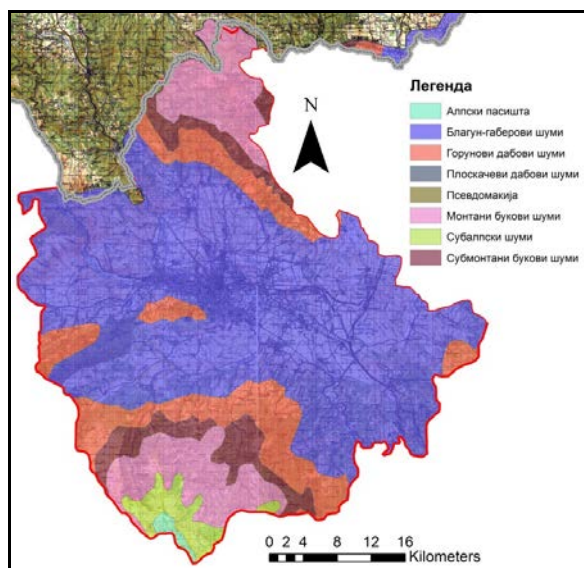 Легенда
N
Алпски пасишта
Благун-габерови шуми
Горунови дабови шуми
Плоскачеви дабови шуми
Псевдомакија
Монтани букови шуми
Субалпски шуми
Субмонтани букови шуми
0 2 4 8 12 16
Kilometers